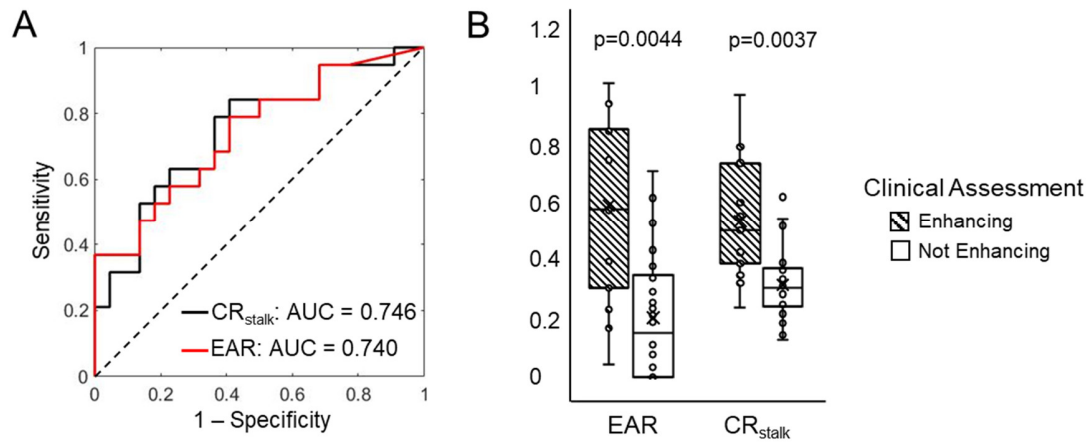 A
1
0.8
0.6
0.4
0.2
0
Sensitivity
CRstalk: AUC = 0.746
EAR: AUC = 0.740
0 0.2 0.4 0.6 0.8 1
1 – Specificity
B
1.2
1
0.8
0.6
0.4
0.2
0
p=0.0044 p=0.0037
EAR CRstalk
Clinical Assessment
Enhancing
Not Enhancing